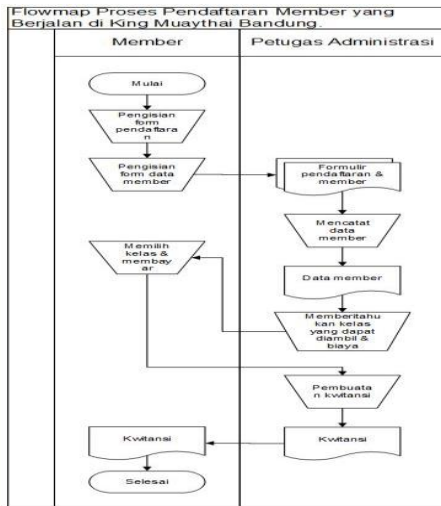 Flowmap Proses Pendaftaran Member yang
Berjalan di King Muaythai Bandung.
Member
Petugas Administrasi
Mulai
Pengisian
form
pendaftara
n
Pengisian
form data
member
Formulir
pendaftaran &
member
Mencatat
data
member
Memilih
kelas &
membay
ar
Data member
Memberitahu
kan kelas
yang dapat
diambil &
biaya
Pembuata
n kwitansi
Kwitansi
Kwitansi
Selesai